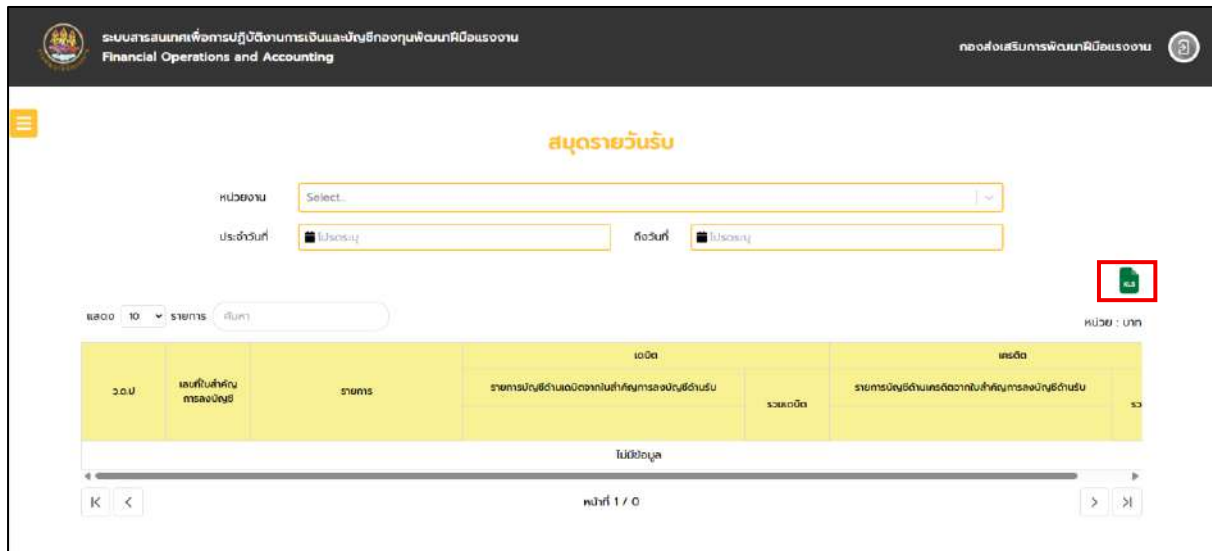 ระบบสารสนเทศเพื่อการปฏิบัติงานการเงินและบัญชีกองทุนพัฒนาฝีมือแรงงาน
Financial Operations and Accounting
กองส่งเสริมการพัฒนาฝีมือแรงงาน
สมุดรายวันรับ
หน่วยงาน Select...
ประจำวันที่ โปรดระบุ ถึงวันที่ โปรดระบุ
XLS
แสดง 10 รายการ ค้นหา
หน่วย : บาท
เดบิต เครดิต
ว.ด.ป เลขที่ใบสำคัญ รายการ รายการบัญชีด้านเดบิตจากใบสำคัญการลงบัญชีด้านรับ รายการบัญชีด้านเครดิตจากใบสำคัญการลงบัญชีด้านรับ
การลงบัญชี รวมเดบิต รว
ไม่มีข้อมูล
หน้าที่ 1 / 0